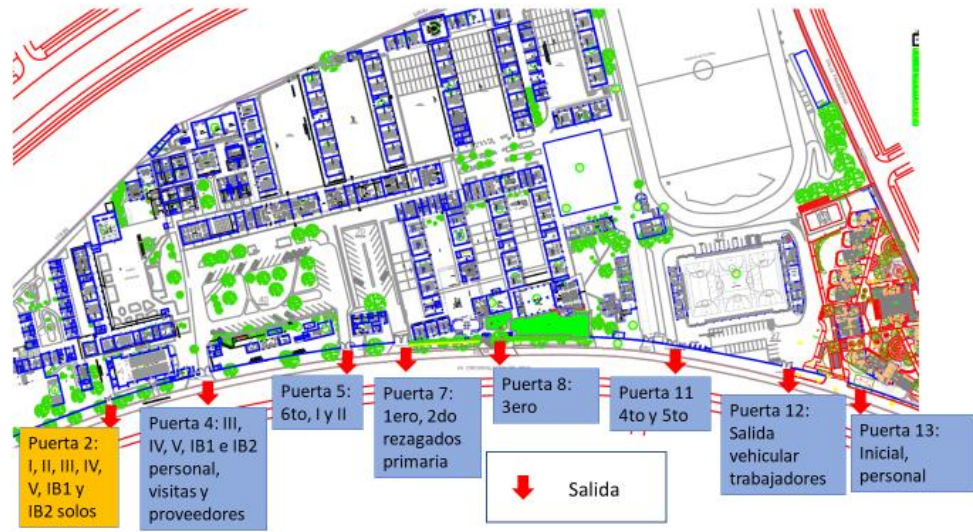 Puerta 2:
I, II, III, IV,
V, IB1 y
IB2 solos
Puerta 4: III,
IV, V, IB1 e IB2
personal,
visitas y
proveedores
Puerta 5:
6to, I y II
Puerta 7:
1ero, 2do
rezagados
primaria
Puerta 8:
3ero
Puerta 11
4to y 5to
Puerta 12:
Salida
vehicular
trabajadores
Puerta 13:
Inicial,
personal
Salida